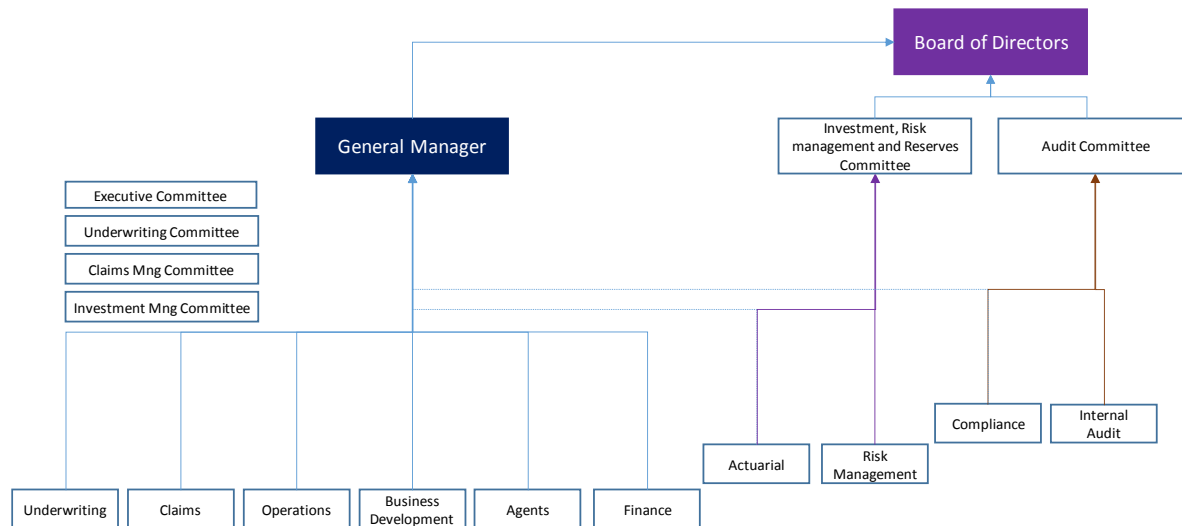 Board of Directors
General Manager
Investment, Risk
management and Reserves
Committee
Audit Committee
Executive Committee
Underwriting Committee
Claims Mng Committee
Investment Mng Committee
Compliance
Internal
Audit
Actuarial
Risk
Management
Underwriting
Claims
Operations
Business
Development
Agents
Finance